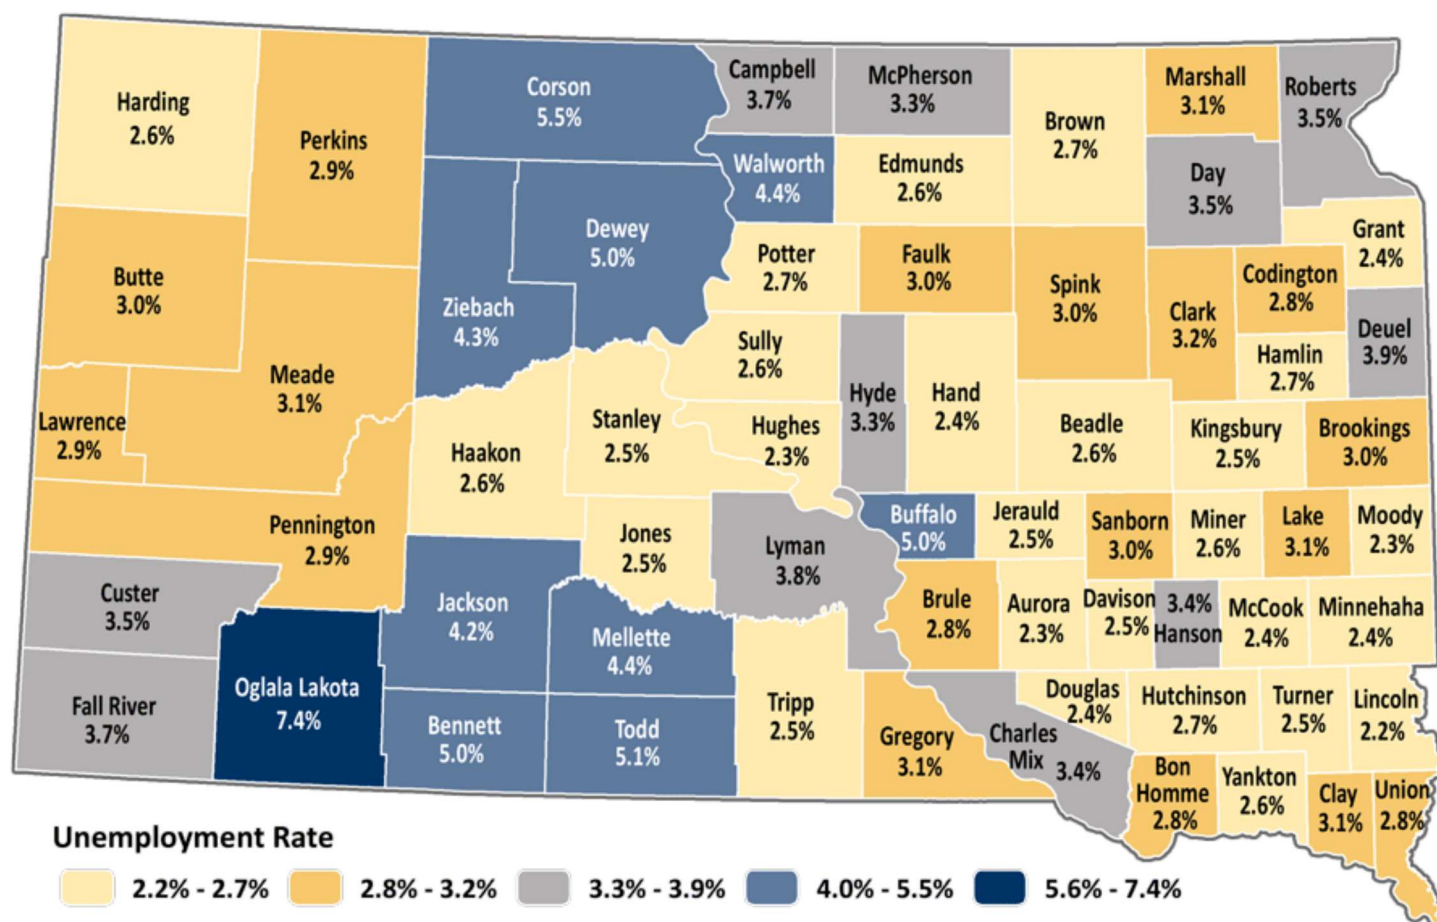 Harding
2.6%
Perkins
2.9%
Corson
5.5%
Campbell
3.7%
McPherson
3.3%
Brown
2.7%
Marshall
3.1%
Roberts
3.5%
Walworth
4.4%
Edmunds
2.6%
Day
3.5%
Dewey
5.0%
Grant
2.4%
Butte
3.0%
Potter
2.7%
Faulk
3.0%
Spink
3.0%
Codington
2.8%
Ziebach
4.3%
Clark
3.2%
Deuel
3.9%
Sully
2.6%
Hamlin
2.7%
Meade
3.1%
Hyde
3.3%
Hand
2.4%
Lawrence
2.9%
Stanley
2.5%
Hughes
2.3%
Beadle
2.6%
Kingsbury
2.5%
Brookings
3.0%
Haakon
2.6%
Pennington
2.9%
Jones
2.5%
Lyman
3.8%
Buffalo
5.0%
Jerauld
2.5%
Sanborn
3.0%
Miner
2.6%
Lake
3.1%
Moody
2.3%
Custer
3.5%
Jackson
4.2%
Mellette
4.4%
Brule
2.8%
Aurora
2.3%
Davison
2.5%
3.4%
Hanson
McCook
2.4%
Minnehaha
2.4%
Fall River
3.7%
Oglala Lakota
7.4%
Bennett
5.0%
Todd
5.1%
Tripp
2.5%
Gregory
3.1%
Charles
Mix 3.4%
Douglas
2.4%
Hutchinson
2.7%
Turner
2.5%
Lincoln
2.2%
Bon
Homme
2.8%
Yankton
2.6%
Clay
3.1%
Union
2.8%
Unemployment Rate
2.2% - 2.7%
2.8% - 3.2%
3.3% - 3.9%
4.0% - 5.5%
5.6% - 7.4%